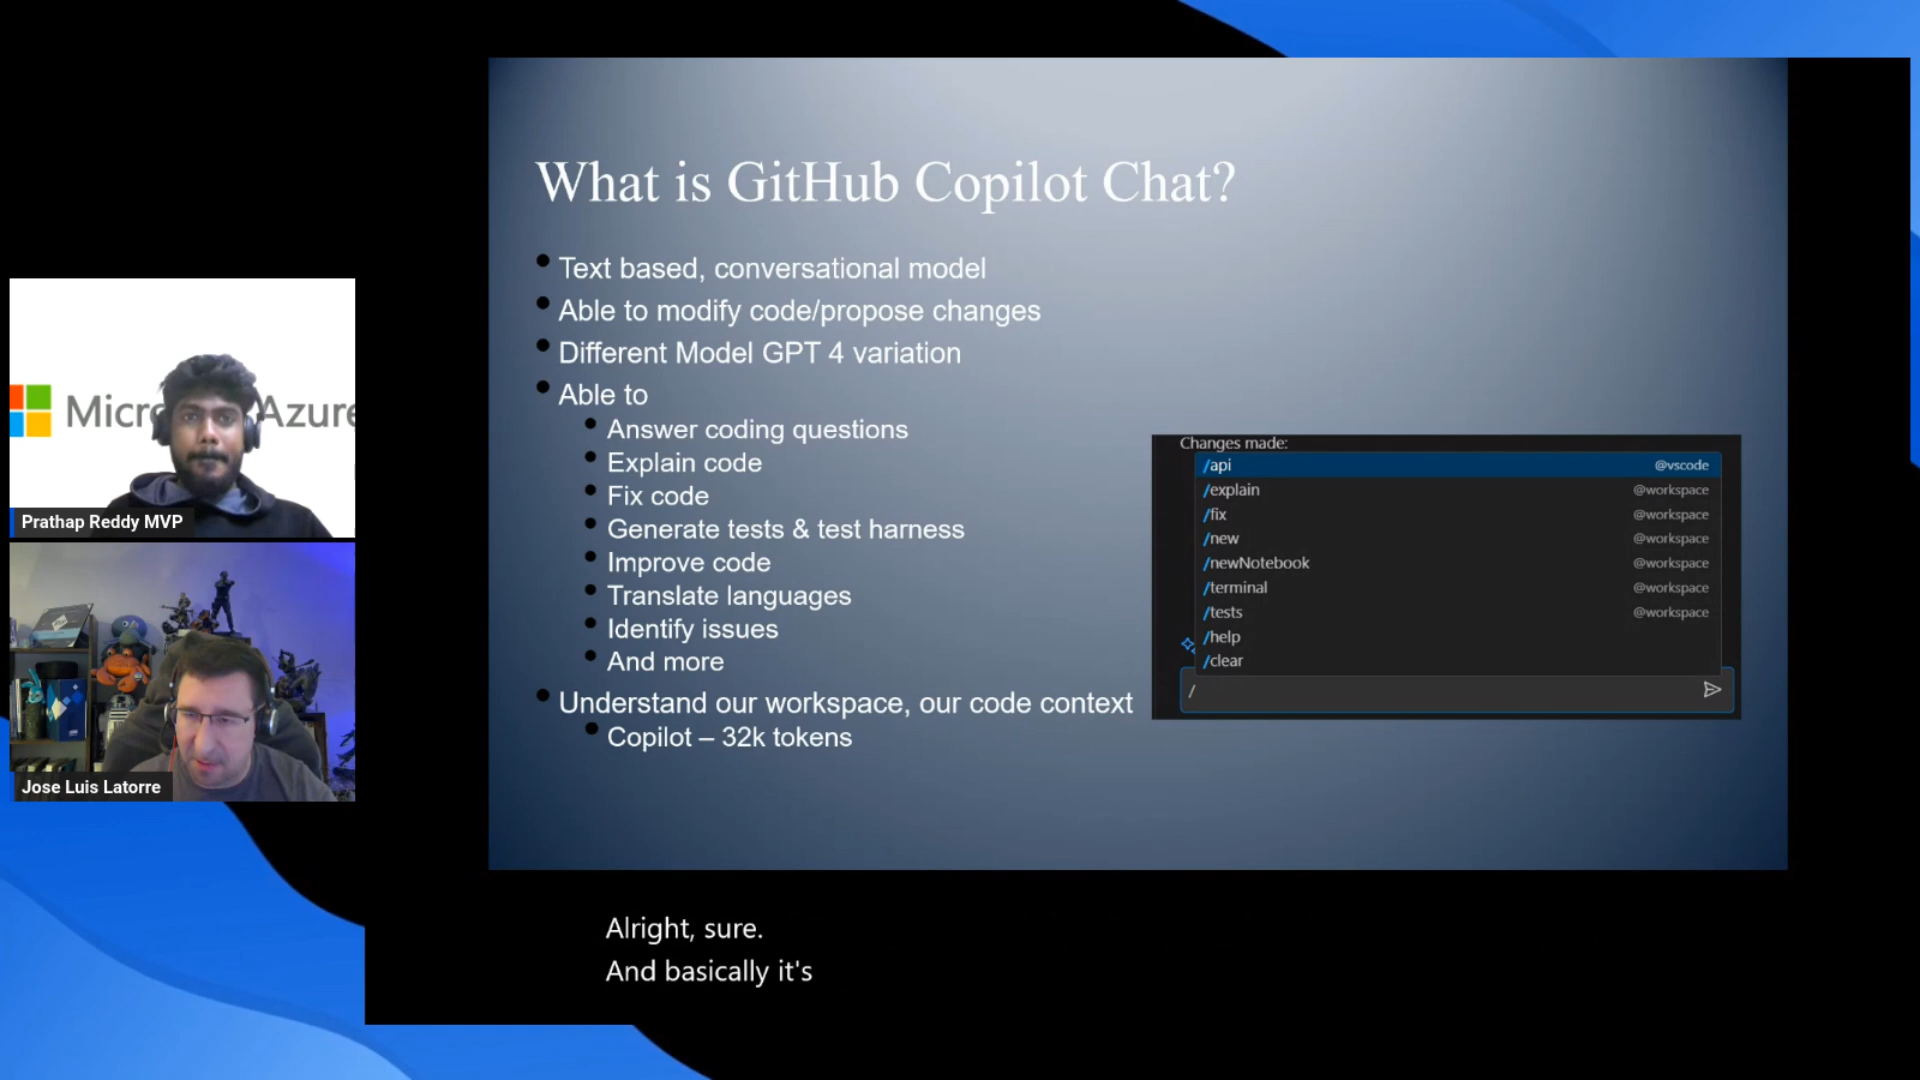 What is GitHub Copilot Chat?
Text based, conversational model
Able to modify code/propose changes
Different Model GPT 4 variation
Able to
Answer coding questions
Explain code
Fix code
Generate tests & test harness
Improve code
Translate languages
Identify issues
And more
Understand our workspace, our code context
Copilot – 32k tokens
Changes made:
/api @vscode
/explain @workspace
/fix @workspace
/new @workspace
/newNotebook @workspace
/terminal @workspace
/tests @workspace
/help
/clear
/
Micro Azure
Prathap Reddy MVP
Jose Luis Latorre
Alright, sure.
And basically it's